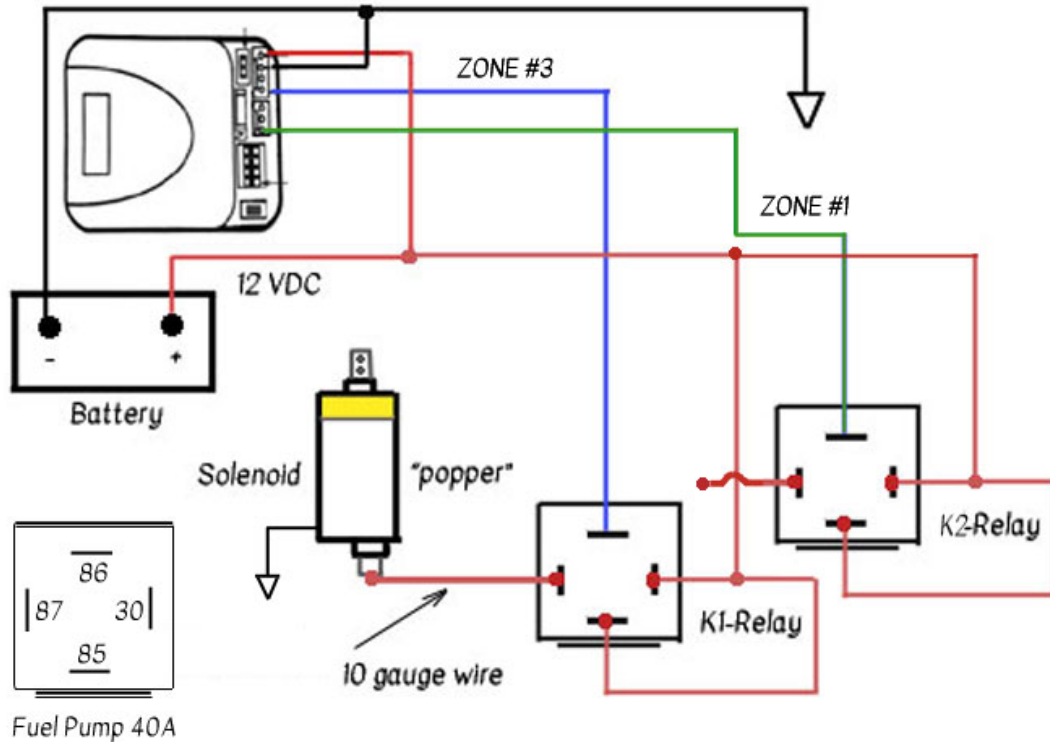 ZONE #3
ZONE #1
12 VDC
-
+
Battery
Solenoid
"popper"
K2-Relay
K1-Relay
10 gauge wire
86
87
30
85
Fuel Pump 40A